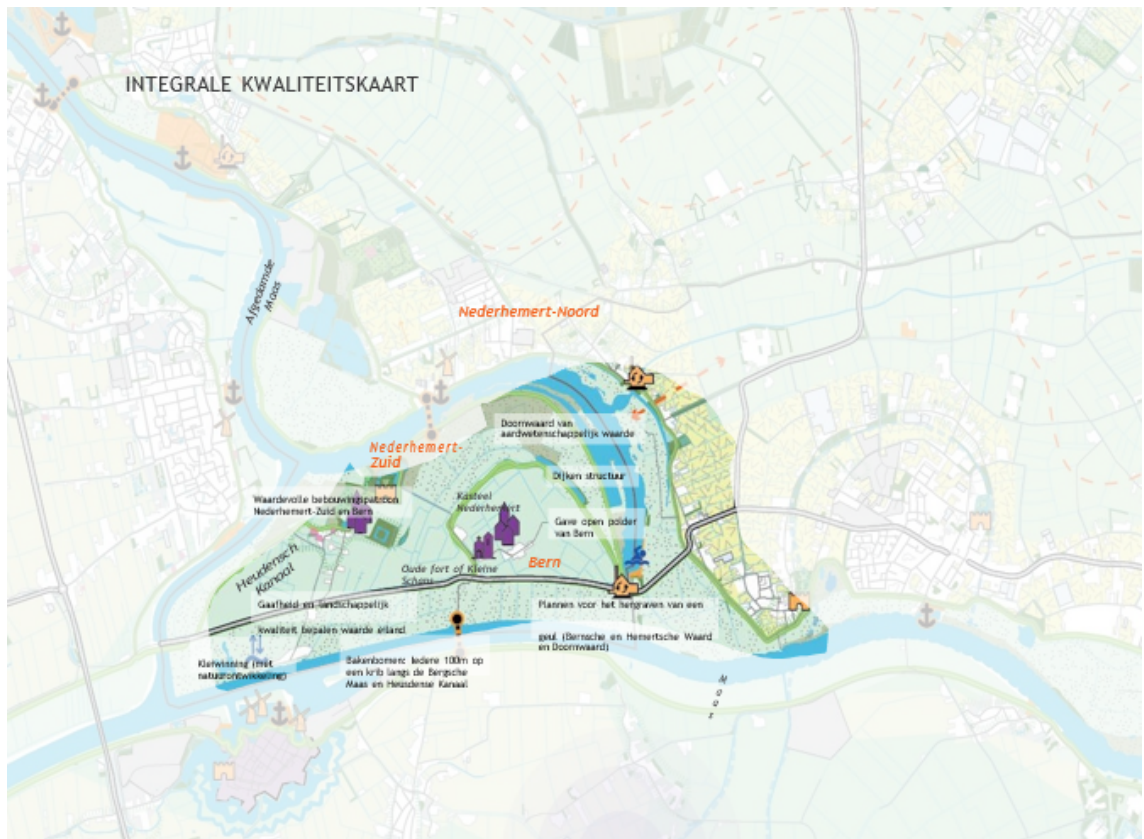 INTEGRALE KWALITEITSKAART
Afgedamde
Maas
Nederhemert-Noord
Doornwaard van
aardwetenschappelijk waarde
Nederhemert-
Zuid
Dijken structuur
Waardevolle bebouwingspatroon
Nederhemert-Zuid en Bern
Kasteel
Nederhemert
Gave open polder
van Bern
Heudensch
Kanaal
Oude fort of Kleine
Schans
Bern
Gaafheid en landschappelijk
kwaliteit bepalen waarde eiland
Plannen voor het hergraven van een
geul (Bernsche en Hemertsche Waard
en Doornwaard)
Kleiwinning (met
natuurontwikkeling)
Bakenbomen: Iedere 100m op
een krib langs de Bergsche
Maas en Heusdense Kanaal
Maas